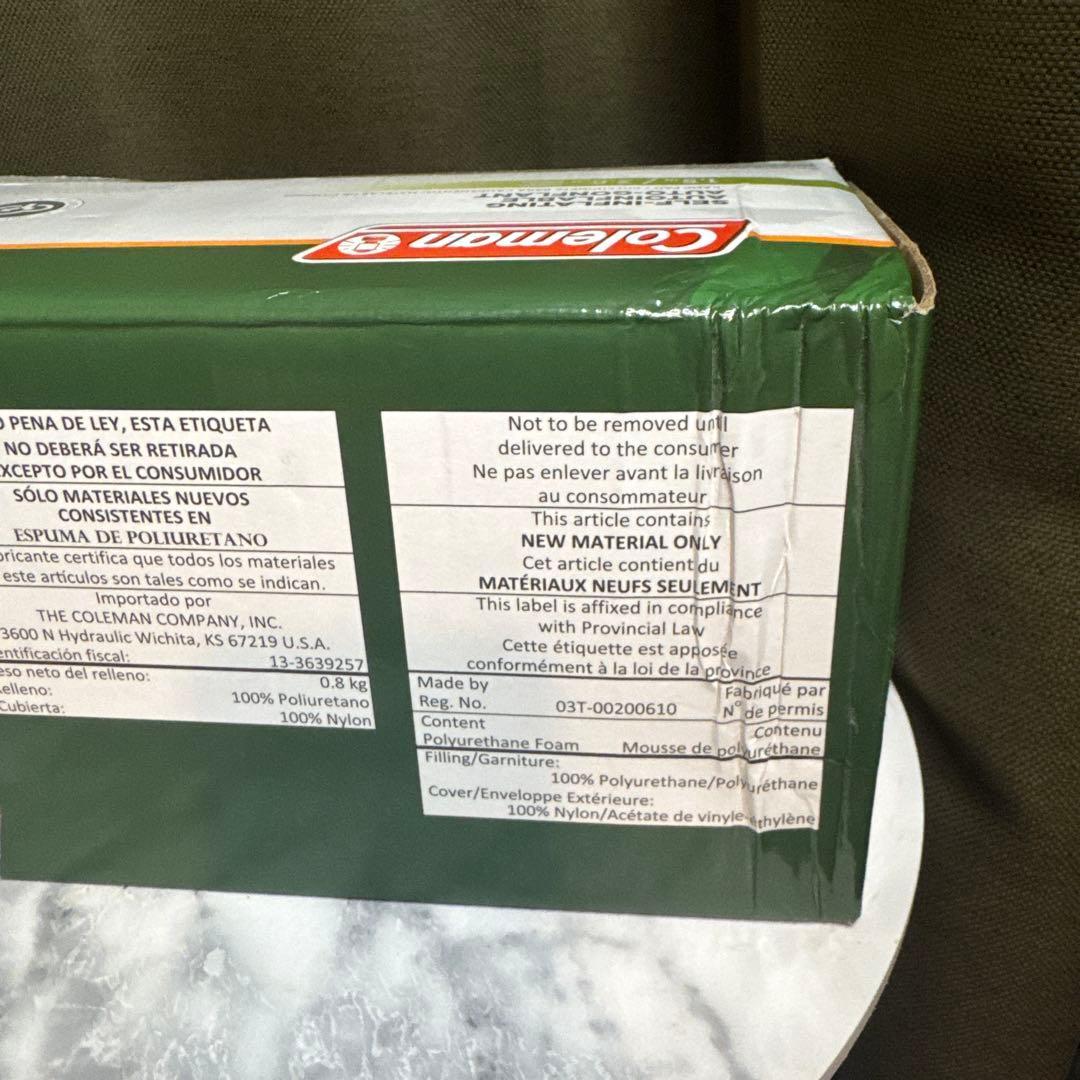 SELF-INFLATING
AUTO-INFLABLE
AUTO-GONFLANT
Coleman
PENA DE LEY, ESTA ETIQUETA
NO DEBERÁ SER RETIRADA
POR EL CONSUMIDOR
SÓLO MATERIALES NUEVOS
CONSISTENTES EN
ESPUMA DE POLIURETANO
certifica que todos los materiales
este artículos son tales como se indican.
Importado por
THE COLEMAN COMPANY, INC.
3600 N Hydraulic Wichita, KS 67219 U.S.A.
fiscal: 13-3639257
neto del relleno: 0.8 kg
100% Poliuretano
Cubierta: 100% Nylon
Not to be removed until
delivered to the consumer
Ne pas enlever avant la livraison
au consommateur
This article contains
NEW MATERIAL ONLY
Cet article contient du
MATÉRIAUX NEUFS SEULEMENT
This label is affixed in compliance
with Provincial Law
Cette étiquette est apposée
conformément à la loi de la province
Made by Fabriqué par
Reg. No. 03T-00200610 N° de permis
Content Contenu
Polyurethane Foam Mousse de polyuréthane
Filling/Garniture:
100% Polyurethane/Polyuréthane
Cover/Enveloppe Extérieure:
100% Nylon/Acétate de vinyle-éthylène